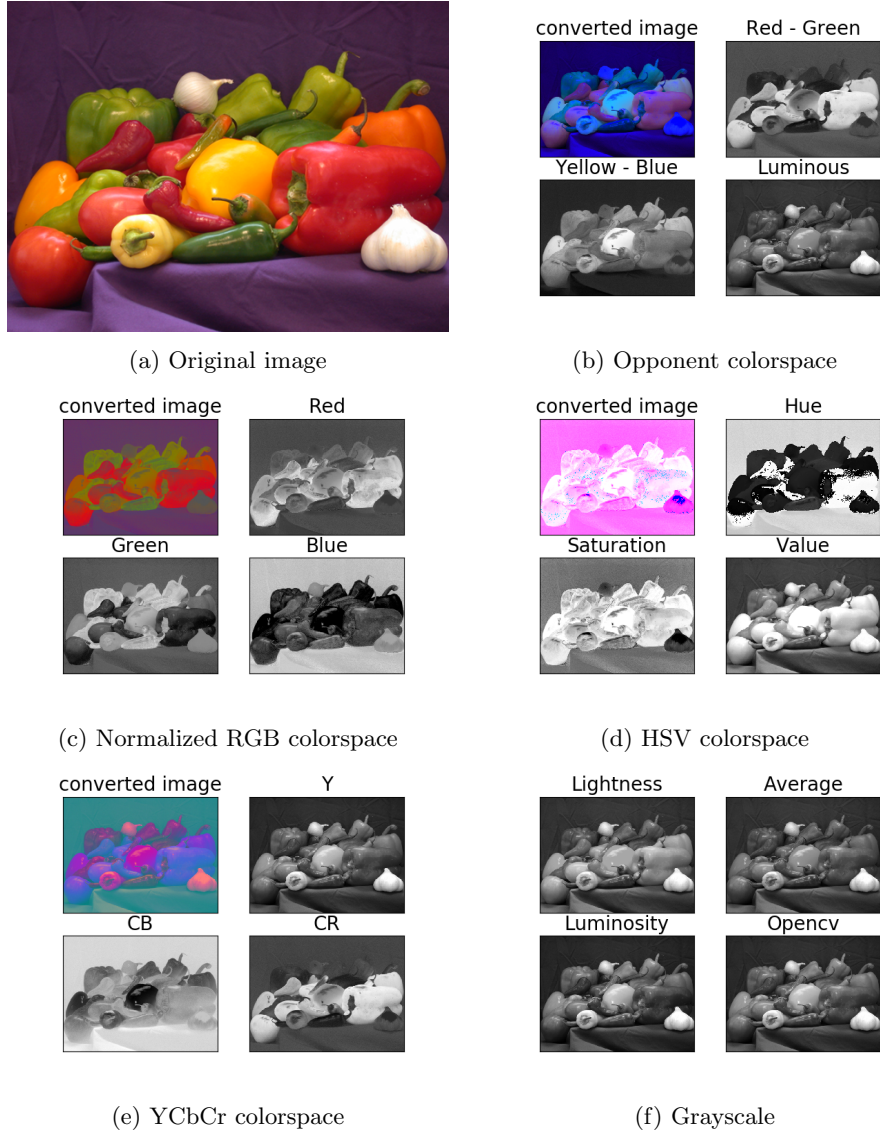 (a) Original image
converted image
Red - Green
Yellow - Blue
Luminous
(b) Opponent colorspace
converted image
Red
Green
Blue
(c) Normalized RGB colorspace
converted image
Hue
Saturation
Value
(d) HSV colorspace
converted image
Y
CB
CR
(e) YCbCr colorspace
Lightness
Average
Luminosity
Opencv
(f) Grayscale